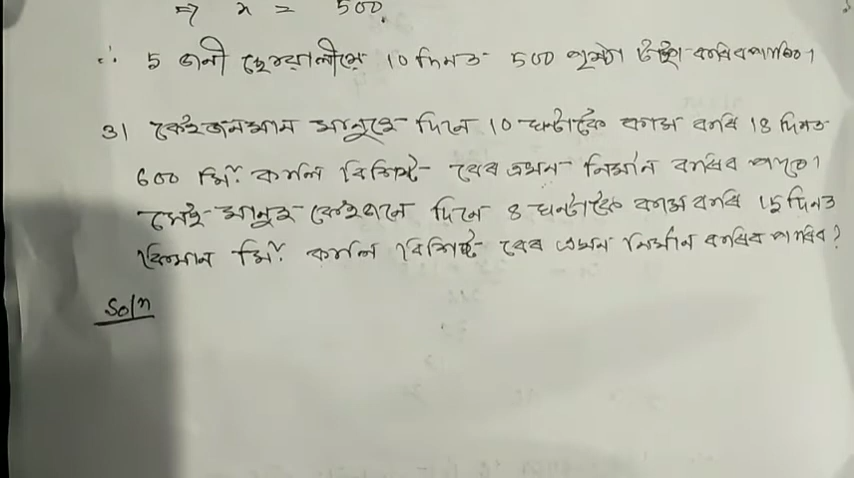 ⇒ x = 500.
∴ 5 জনী ছোৱালীয়ে 10 দিনত 500 পৃষ্ঠা টাইপ কৰিব পাৰিব।
3। কেইজনমান মানুহে দিনে 10 ঘন্টাকৈ কাম কৰি 18 দিনত
600 মি. কালি বিশিষ্ট বেৰ এখন নিৰ্মান কৰিব পাৰে।
সেই মানুহ কেইজনে দিনে 8 ঘন্টাকৈ কাম কৰি 15 দিনত
কিমান মি. কালি বিশিষ্ট বেৰ এখন নিৰ্মান কৰিব পাৰিব?
Solⁿ